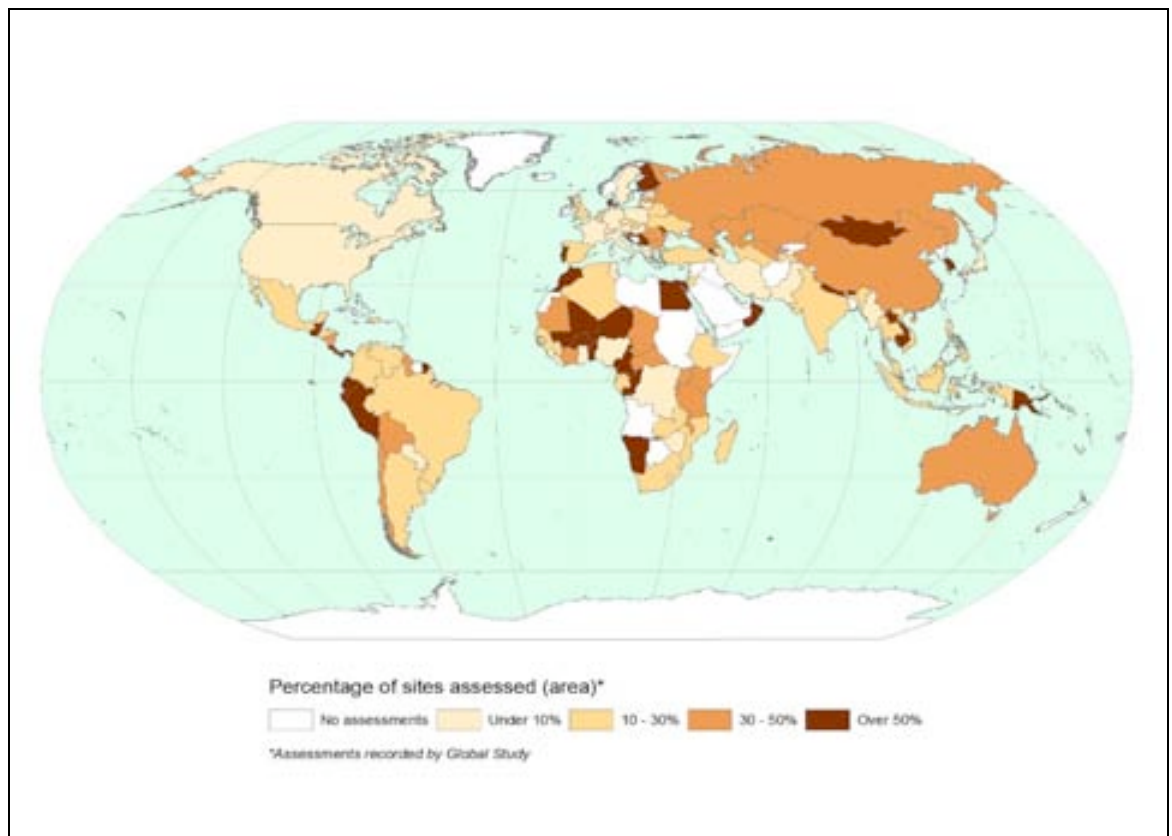 Percentage of sites assessed (area)*
No assessments Under 10% 10 - 30% 30 - 50% Over 50%
*Assessments recorded by Global Study